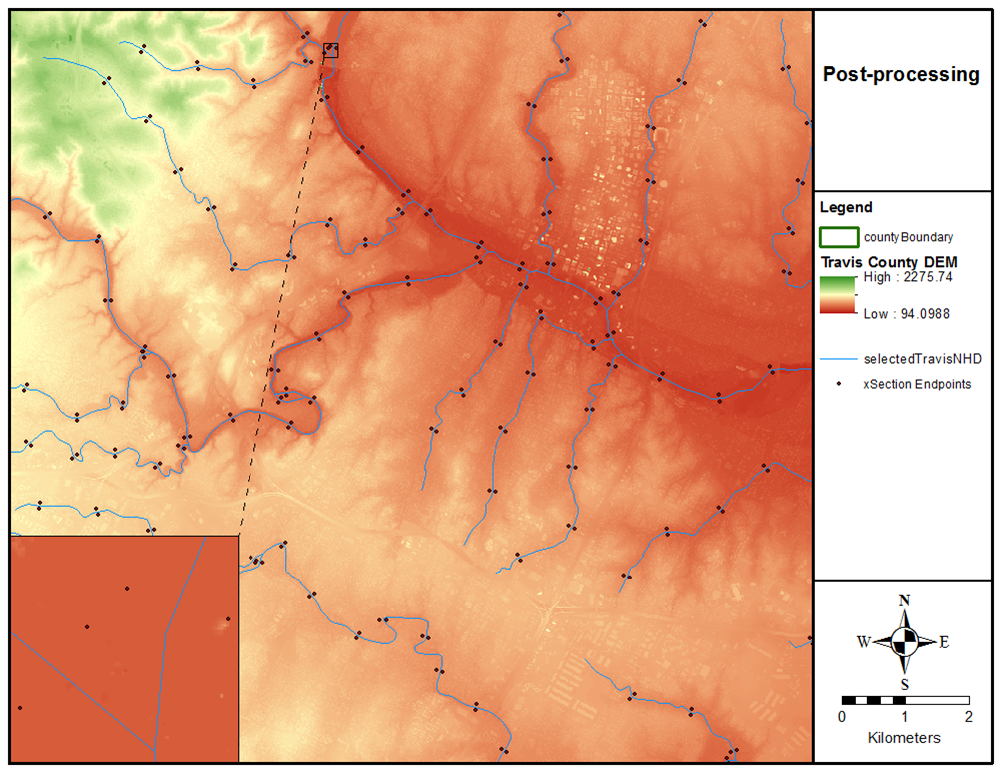 Post-processing
Legend
countyBoundary
Travis County DEM
High : 2275.74
Low : 94.0988
selectedTravisNHD
xSection Endpoints
N
W E
S
0 1 2
Kilometers